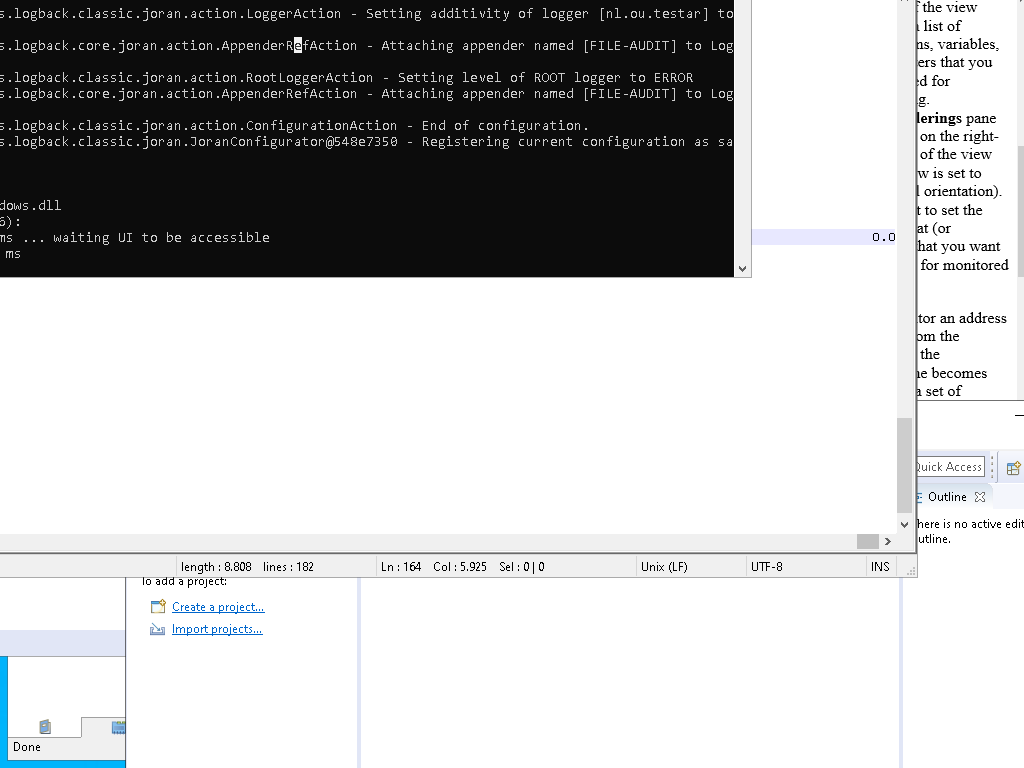 s.logback.classic.joran.action.LoggerAction - Setting additivity of logger [nl.ou.testar] to
s.logback.core.joran.action.AppenderRefAction - Attaching appender named [FILE-AUDIT] to Log
s.logback.classic.joran.action.RootLoggerAction - Setting level of ROOT logger to ERROR
s.logback.core.joran.action.AppenderRefAction - Attaching appender named [FILE-AUDIT] to Log
s.logback.classic.joran.action.ConfigurationAction - End of configuration.
s.logback.classic.joran.JoranConfigurator@548e7350 - Registering current configuration as sa
dows.dll
6):
ms ... waiting UI to be accessible
ms
0.0
f the view
list of
ns, variables,
ers that you
ed for
g.
lerings pane
on the right-
of the view
w is set to
l orientation).
t to set the
at (or
hat you want
for monitored
tor an address
om the
the
ne becomes
a set of
Quick Access
Outline
here is no active edit
utline.
length : 8.808 lines : 182
Ln : 164 Col : 5.925 Sel : 0 | 0
Unix (LF)
UTF-8
INS
To add a project:
Create a project...
Import projects...
Done